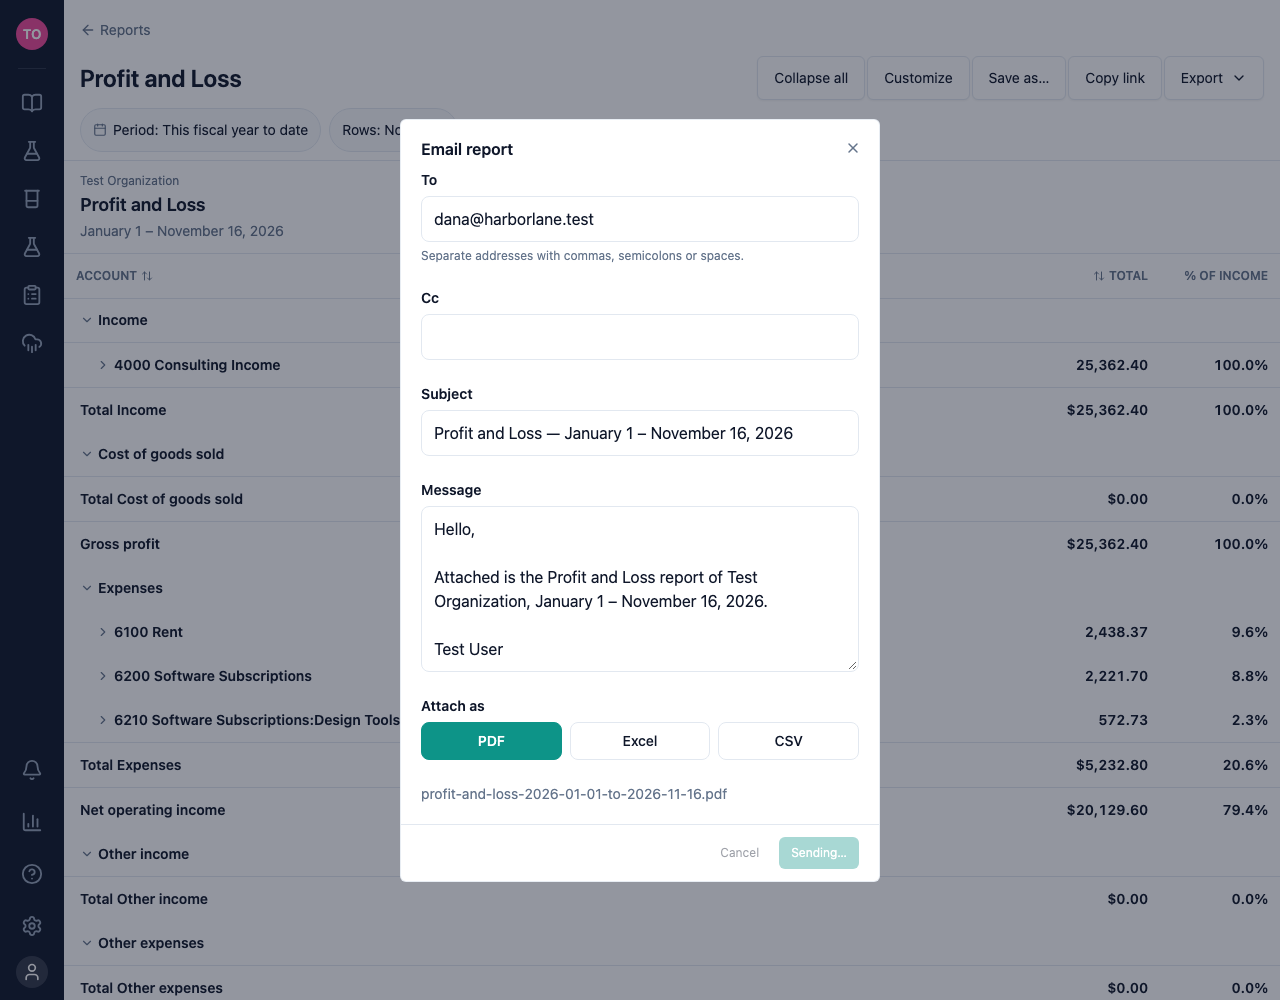 TO
Reports
Profit and Loss
Collapse all
Customize
Save as...
Copy link
Export
Period: This fiscal year to date
Rows:
Test Organization
Profit and Loss
January 1 – November 16, 2026
ACCOUNT
TOTAL
% OF INCOME
Income
4000 Consulting Income
25,362.40
100.0%
Total Income
$25,362.40
100.0%
Cost of goods sold
Total Cost of goods sold
$0.00
0.0%
Gross profit
$25,362.40
100.0%
Expenses
6100 Rent
2,438.37
9.6%
6200 Software Subscriptions
2,221.70
8.8%
6210 Software Subscriptions:Design Tools
572.73
2.3%
Total Expenses
$5,232.80
20.6%
Net operating income
$20,129.60
79.4%
Other income
Total Other income
$0.00
0.0%
Other expenses
Total Other expenses
$0.00
0.0%
Email report
To
dana@harborlane.test
Separate addresses with commas, semicolons or spaces.
Cc
Subject
Profit and Loss — January 1 – November 16, 2026
Message
Hello,
Attached is the Profit and Loss report of Test
Organization, January 1 – November 16, 2026.
Test User
Attach as
PDF
Excel
CSV
profit-and-loss-2026-01-01-to-2026-11-16.pdf
Cancel
Sending...